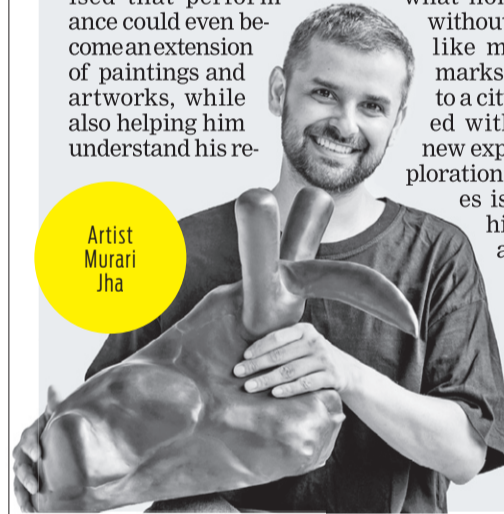 ised that perform
ance could even be-
come an extension
of paintings and
artworks, while
also helping him
understand his re-
Artist
Murari
Jha
what
without
like m
marks
to a cit
ed with
new exp
ploration
es is
hi
a